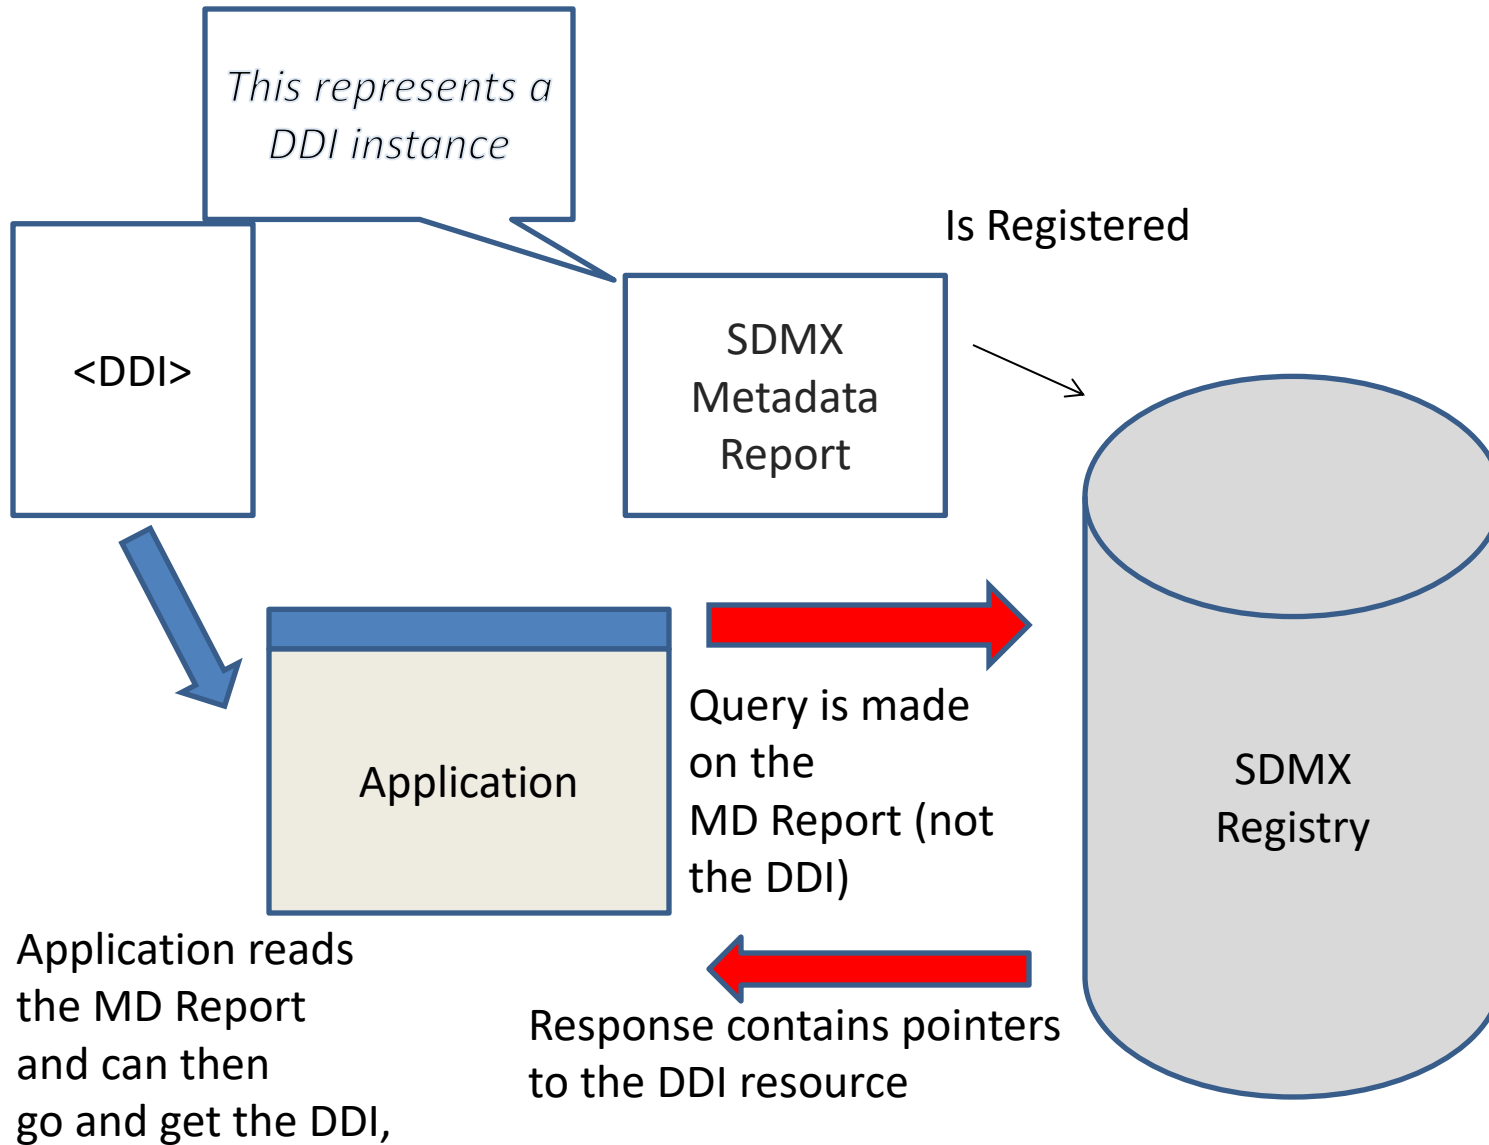 This represents a
DDI instance
Is Registered
<DDI>
SDMX
Metadata
Report
Query is made
on the
MD Report (not
the DDI)
Application
SDMX
Registry
Application reads
the MD Report
and can then
go and get the DDI,
Response contains pointers
to the DDI resource